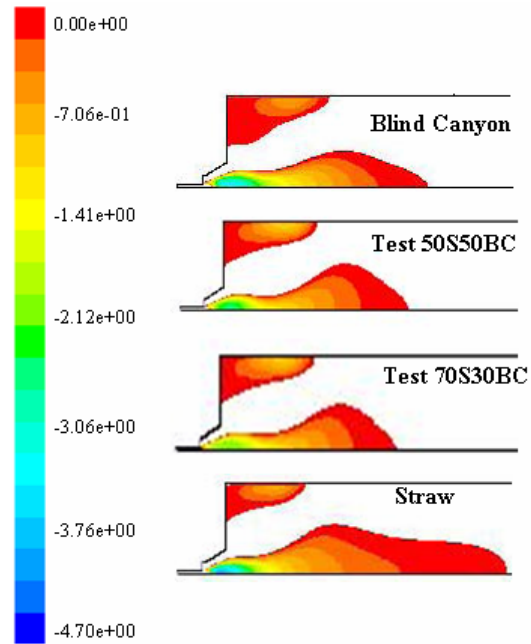 0.00e+00
-7.06e-01
-1.41e+00
-2.12e+00
-3.06e+00
-3.76e+00
-4.70e+00
Blind Canyon
Test 50S50BC
Test 70S30BC
Straw